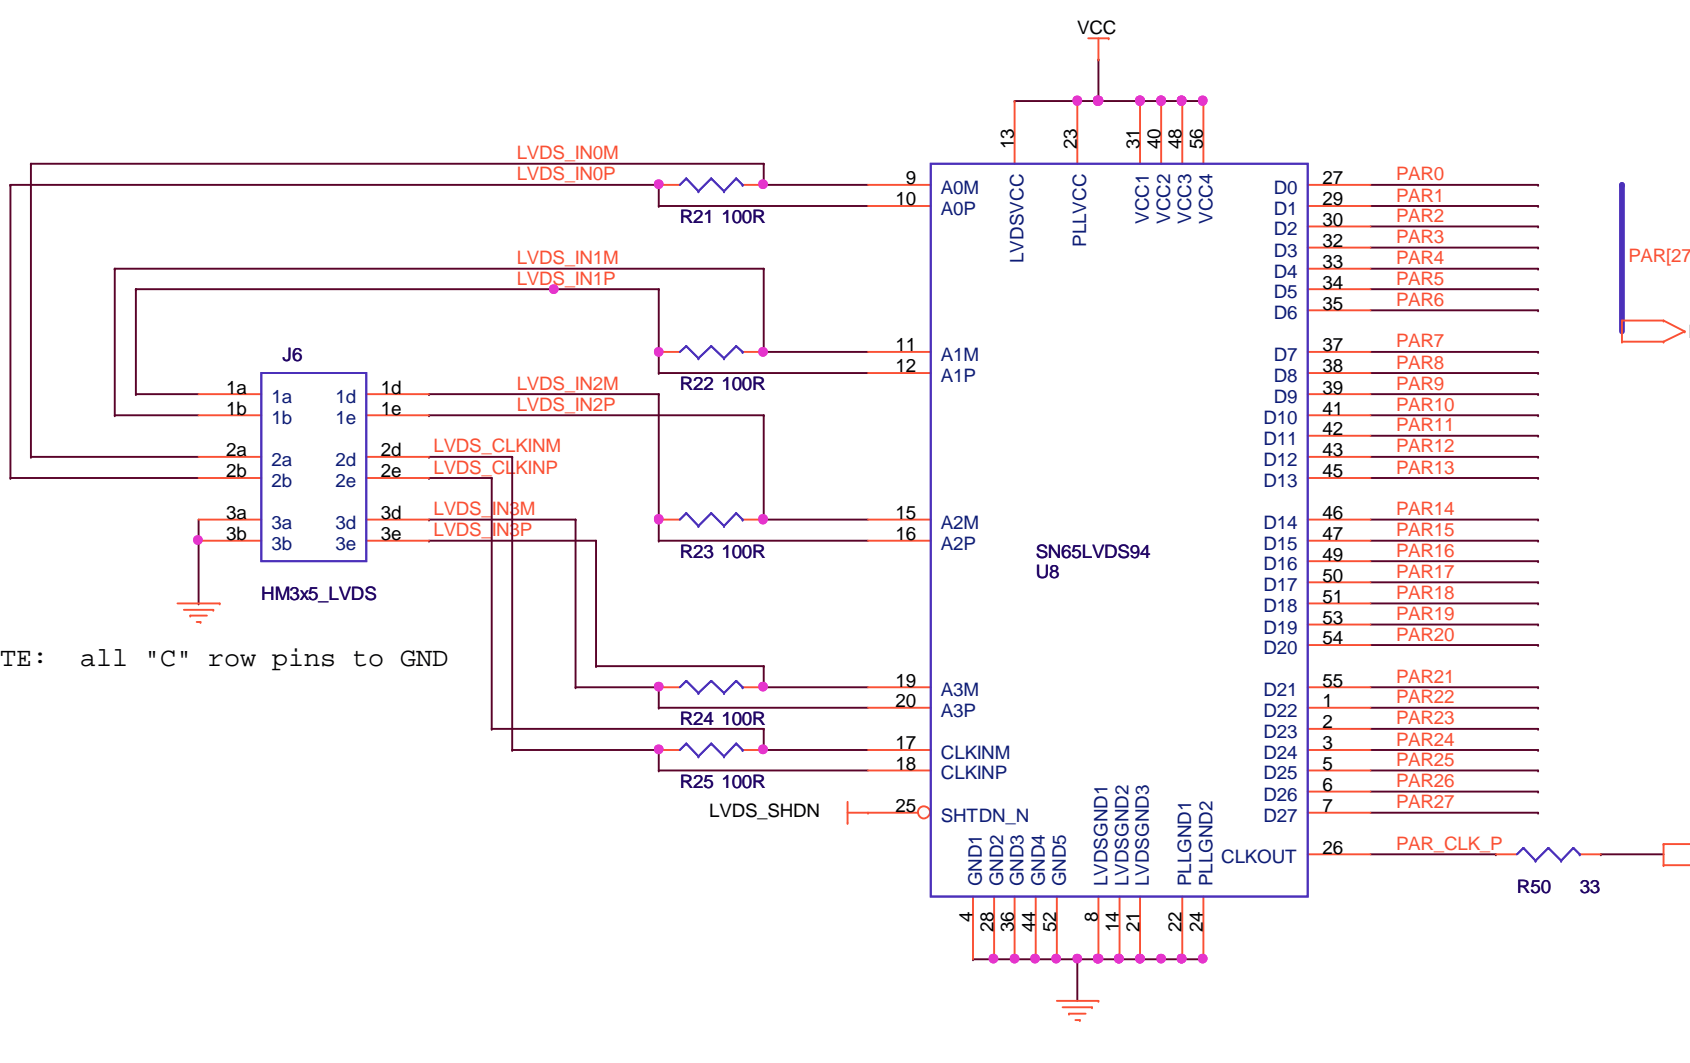 VCC
13
23
31
40
48
56
LVDSVCC
PLLVCC
VCC1
VCC2
VCC3
VCC4
LVDS_IN0M
LVDS_IN0P
R21 100R
LVDS_IN1M
LVDS_IN1P
R22 100R
J6
1a 1a 1d 1d
1b 1b 1e 1e
2a 2a 2d 2d
2b 2b 2e 2e
3a 3a 3d 3d
3b 3b 3e 3e
HM3x5_LVDS
LVDS_IN2M
LVDS_IN2P
LVDS_CLKINM
LVDS_CLKINP
LVDS_IN3M
LVDS_IN3P
R23 100R
TE: all "C" row pins to GND
R24 100R
R25 100R
LVDS_SHDN
9 A0M
10 A0P
11 A1M
12 A1P
15 A2M
16 A2P
19 A3M
20 A3P
17 CLKINM
18 CLKINP
25 SHTDN_N
SN65LVDS94
U8
D0 27 PAR0
D1 29 PAR1
D2 30 PAR2
D3 32 PAR3
D4 33 PAR4
D5 34 PAR5
D6 35 PAR6
D7 37 PAR7
D8 38 PAR8
D9 39 PAR9
D10 41 PAR10
D11 42 PAR11
D12 43 PAR12
D13 45 PAR13
D14 46 PAR14
D15 47 PAR15
D16 49 PAR16
D17 50 PAR17
D18 51 PAR18
D19 53 PAR19
D20 54 PAR20
D21 55 PAR21
D22 1 PAR22
D23 2 PAR23
D24 3 PAR24
D25 5 PAR25
D26 6 PAR26
D27 7 PAR27
CLKOUT 26 PAR_CLK_P
R50 33
PAR[27
GND1
GND2
GND3
GND4
GND5
LVDSGND1
LVDSGND2
LVDSGND3
PLLGND1
PLLGND2
4
28
36
44
52
8
14
21
22
24